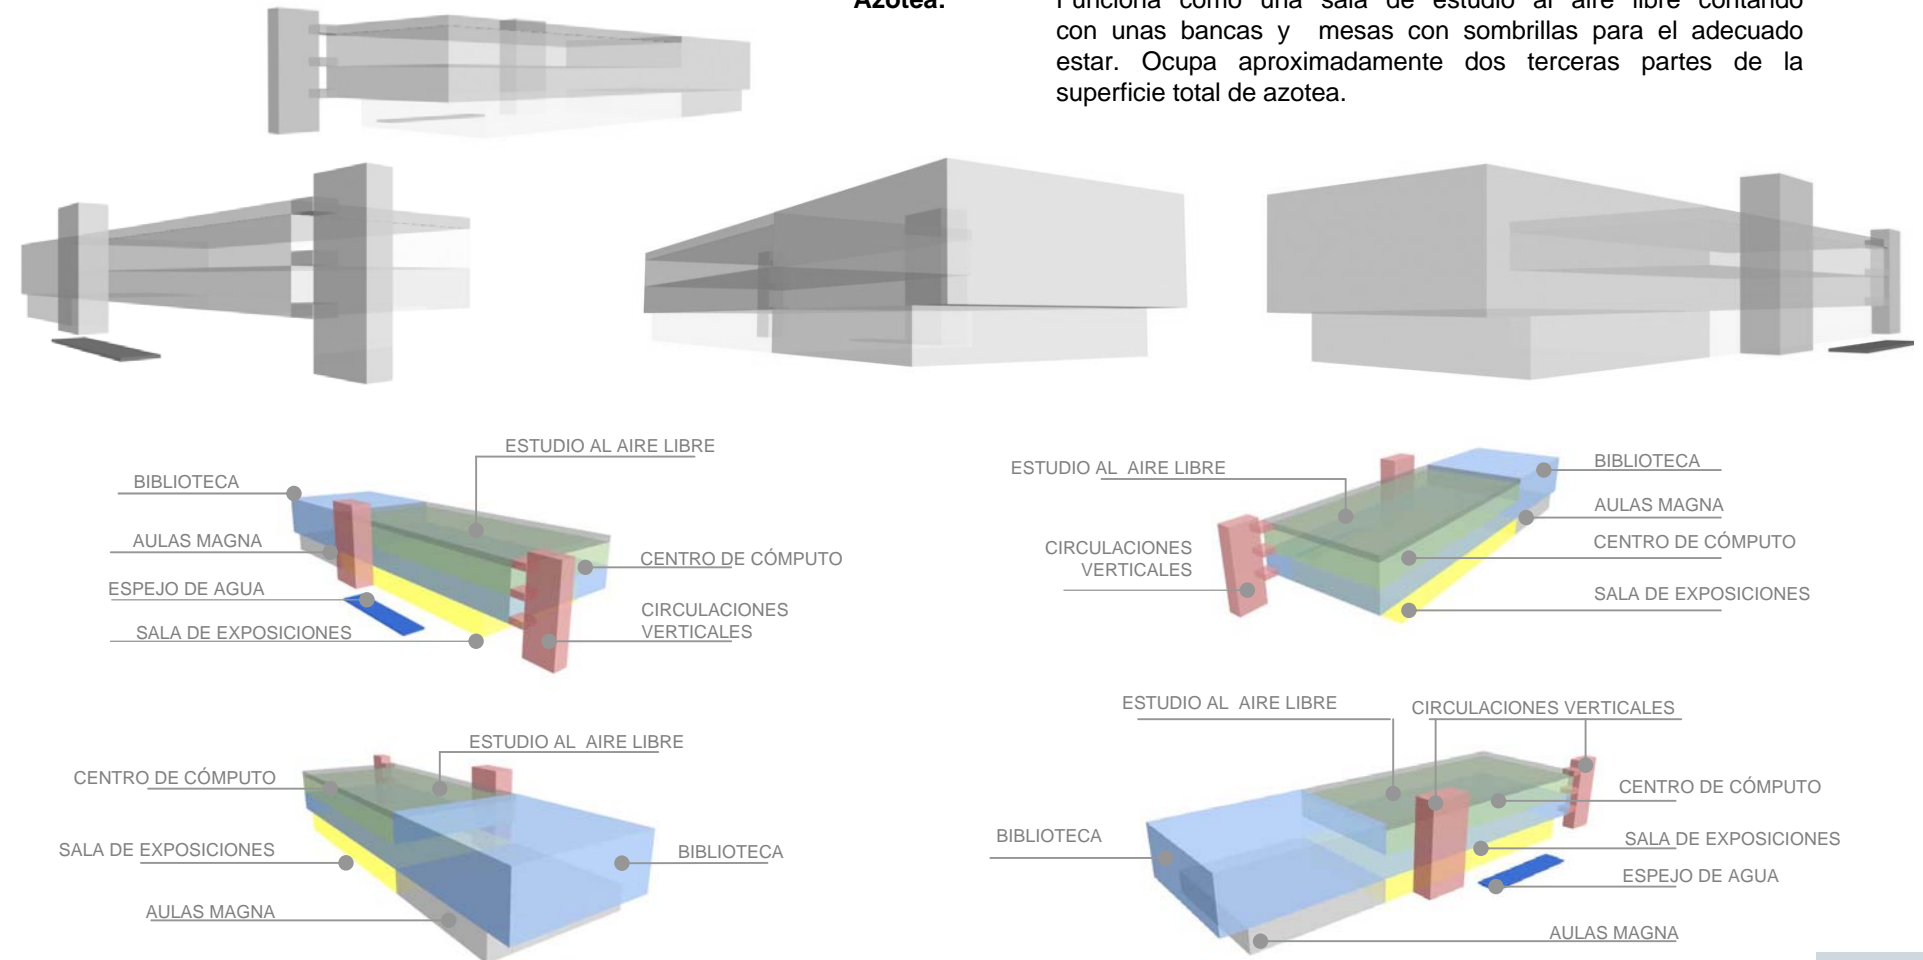 Azotea: Funciona como una sala de estudio al aire libre contando
con unas bancas y mesas con sombrillas para el adecuado
estar. Ocupa aproximadamente dos terceras partes de la
superficie total de azotea.
ESTUDIO AL AIRE LIBRE
BIBLIOTECA
AULAS MAGNA
ESPEJO DE AGUA
SALA DE EXPOSICIONES
CENTRO DE CÓMPUTO
CIRCULACIONES
VERTICALES
ESTUDIO AL AIRE LIBRE
CIRCULACIONES
VERTICALES
BIBLIOTECA
AULAS MAGNA
CENTRO DE CÓMPUTO
SALA DE EXPOSICIONES
ESTUDIO AL AIRE LIBRE
CENTRO DE CÓMPUTO
SALA DE EXPOSICIONES
AULAS MAGNA
BIBLIOTECA
ESTUDIO AL AIRE LIBRE
CIRCULACIONES VERTICALES
BIBLIOTECA
CENTRO DE CÓMPUTO
SALA DE EXPOSICIONES
ESPEJO DE AGUA
AULAS MAGNA